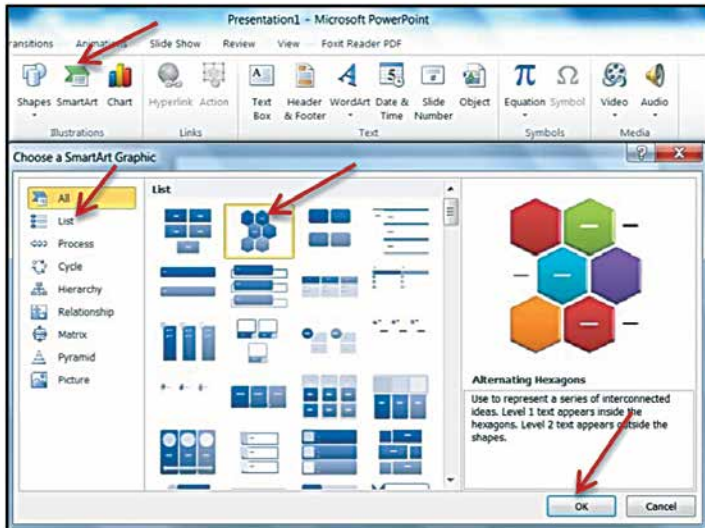 Presentation1 - Microsoft PowerPoint
ransitions Animations Slide Show Review View Foxit Reader PDF
Shapes SmartArt Chart Hyperlink Action Text Box Header & Footer WordArt Date & Time Slide Number Object Equation Symbol Video Audio
Illustrations Links Text Symbols Media
Choose a SmartArt Graphic
All
List
Process
Cycle
Hierarchy
Relationship
Matrix
Pyramid
Picture
List
Alternating Hexagons
Use to represent a series of interconnected
ideas. Level 1 text appears inside the
hexagons. Level 2 text appears outside the
shapes.
OK Cancel